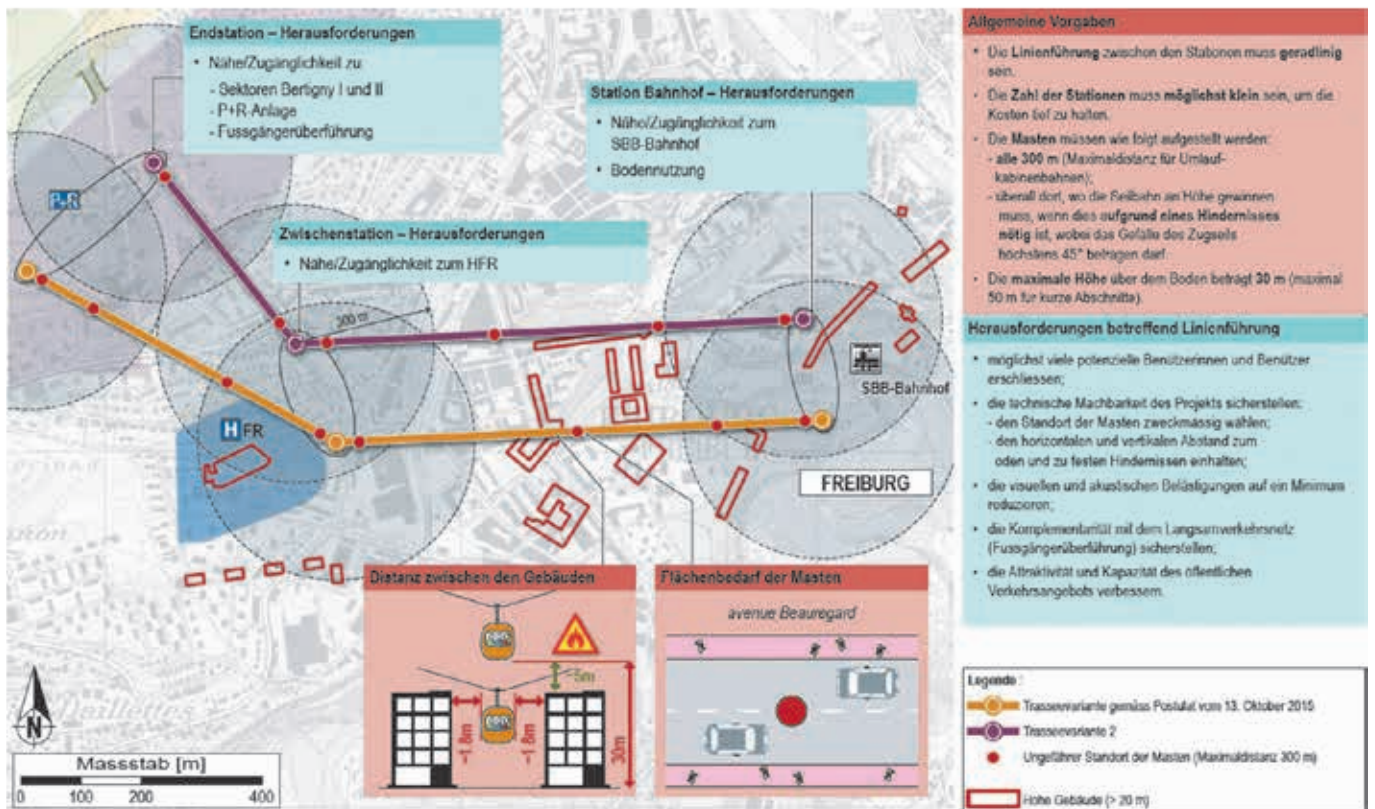 Endstation – Herausforderungen
• Nähe/Zugänglichkeit zu
- Sektoren Bertigny I und II
- P+R-Anlage
- Fussgängerüberführung
Station Bahnhof – Herausforderungen
• Nähe/Zugänglichkeit zum
SBB-Bahnhof
• Bodennutzung
Zwischenstation – Herausforderungen
• Nähe/Zugänglichkeit zum HFR
P+R
300 m
H FR
SBB-Bahnhof
FREIBURG
Daillettes
N
Massstab [m]
0 100 200 400
Distanz zwischen den Gebäuden
~5m
~1.8m
~1.8m
30m
Flächenbedarf der Masten
avenue Beauregard
Allgemeine Vorgaben
• Die Linienführung zwischen den Stationen muss geradlinig
sein.
• Die Zahl der Stationen muss möglichst klein sein, um die
Kosten tief zu halten.
• Die Masten müssen wie folgt aufgestellt werden:
- alle 300 m (Maximaldistanz für Umlauf-
kabinenbahnen);
- überall dort, wo die Seilbahn an Höhe gewinnen
muss, wenn dies aufgrund eines Hindernisses
nötig ist, wobei das Gefälle des Zugseils
höchstens 45° betragen darf.
• Die maximale Höhe über dem Boden beträgt 30 m (maximal
50 m für kurze Abschnitte).
Herausforderungen betreffend Linienführung
• möglichst viele potenzielle Benutzerinnen und Benützer
erschliessen;
• die technische Machbarkeit des Projekts sicherstellen:
- den Standort der Masten zweckmässig wählen;
- den horizontalen und vertikalen Abstand zum
oden und zu festen Hindernissen einhalten;
• die visuellen und akustischen Belästigungen auf ein Minimum
reduzieren;
• die Komplementarität mit dem Langsamverkehrsnetz
(Fussgängerüberführung) sicherstellen;
• die Attraktivität und Kapazität des öffentlichen
Verkehrsangebots verbessern.
Legende :
Trasseevariante gemäss Postulat vom 13. Oktober 2015
Trasseevariante 2
Ungefährer Standort der Masten (Maximaldistanz 300 m)
Hohe Gebäude (> 20 m)